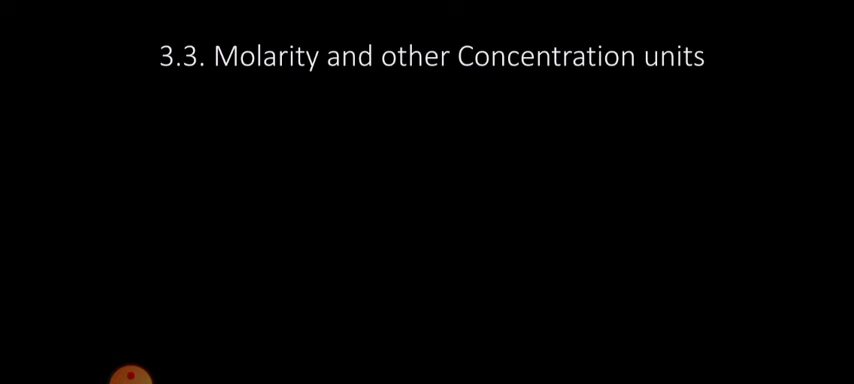 3.3. Molarity and other Concentration units